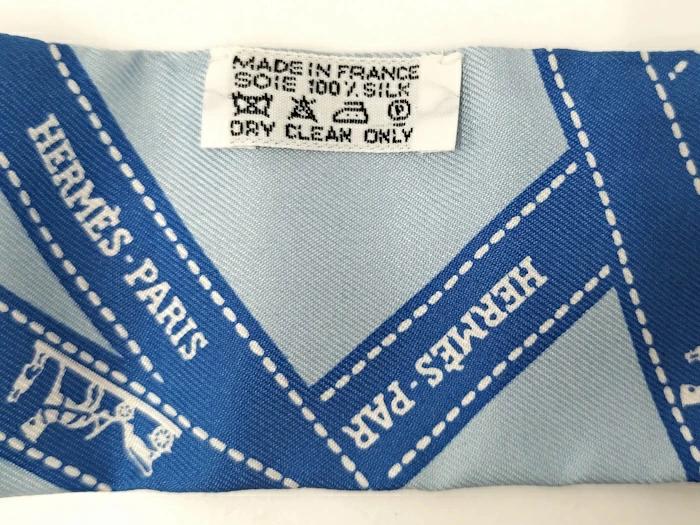 MADE IN FRANCE
SOIE 100% SILK
DRY CLEAN ONLY
HERMÈS-PARIS
HERMÈS-PAR